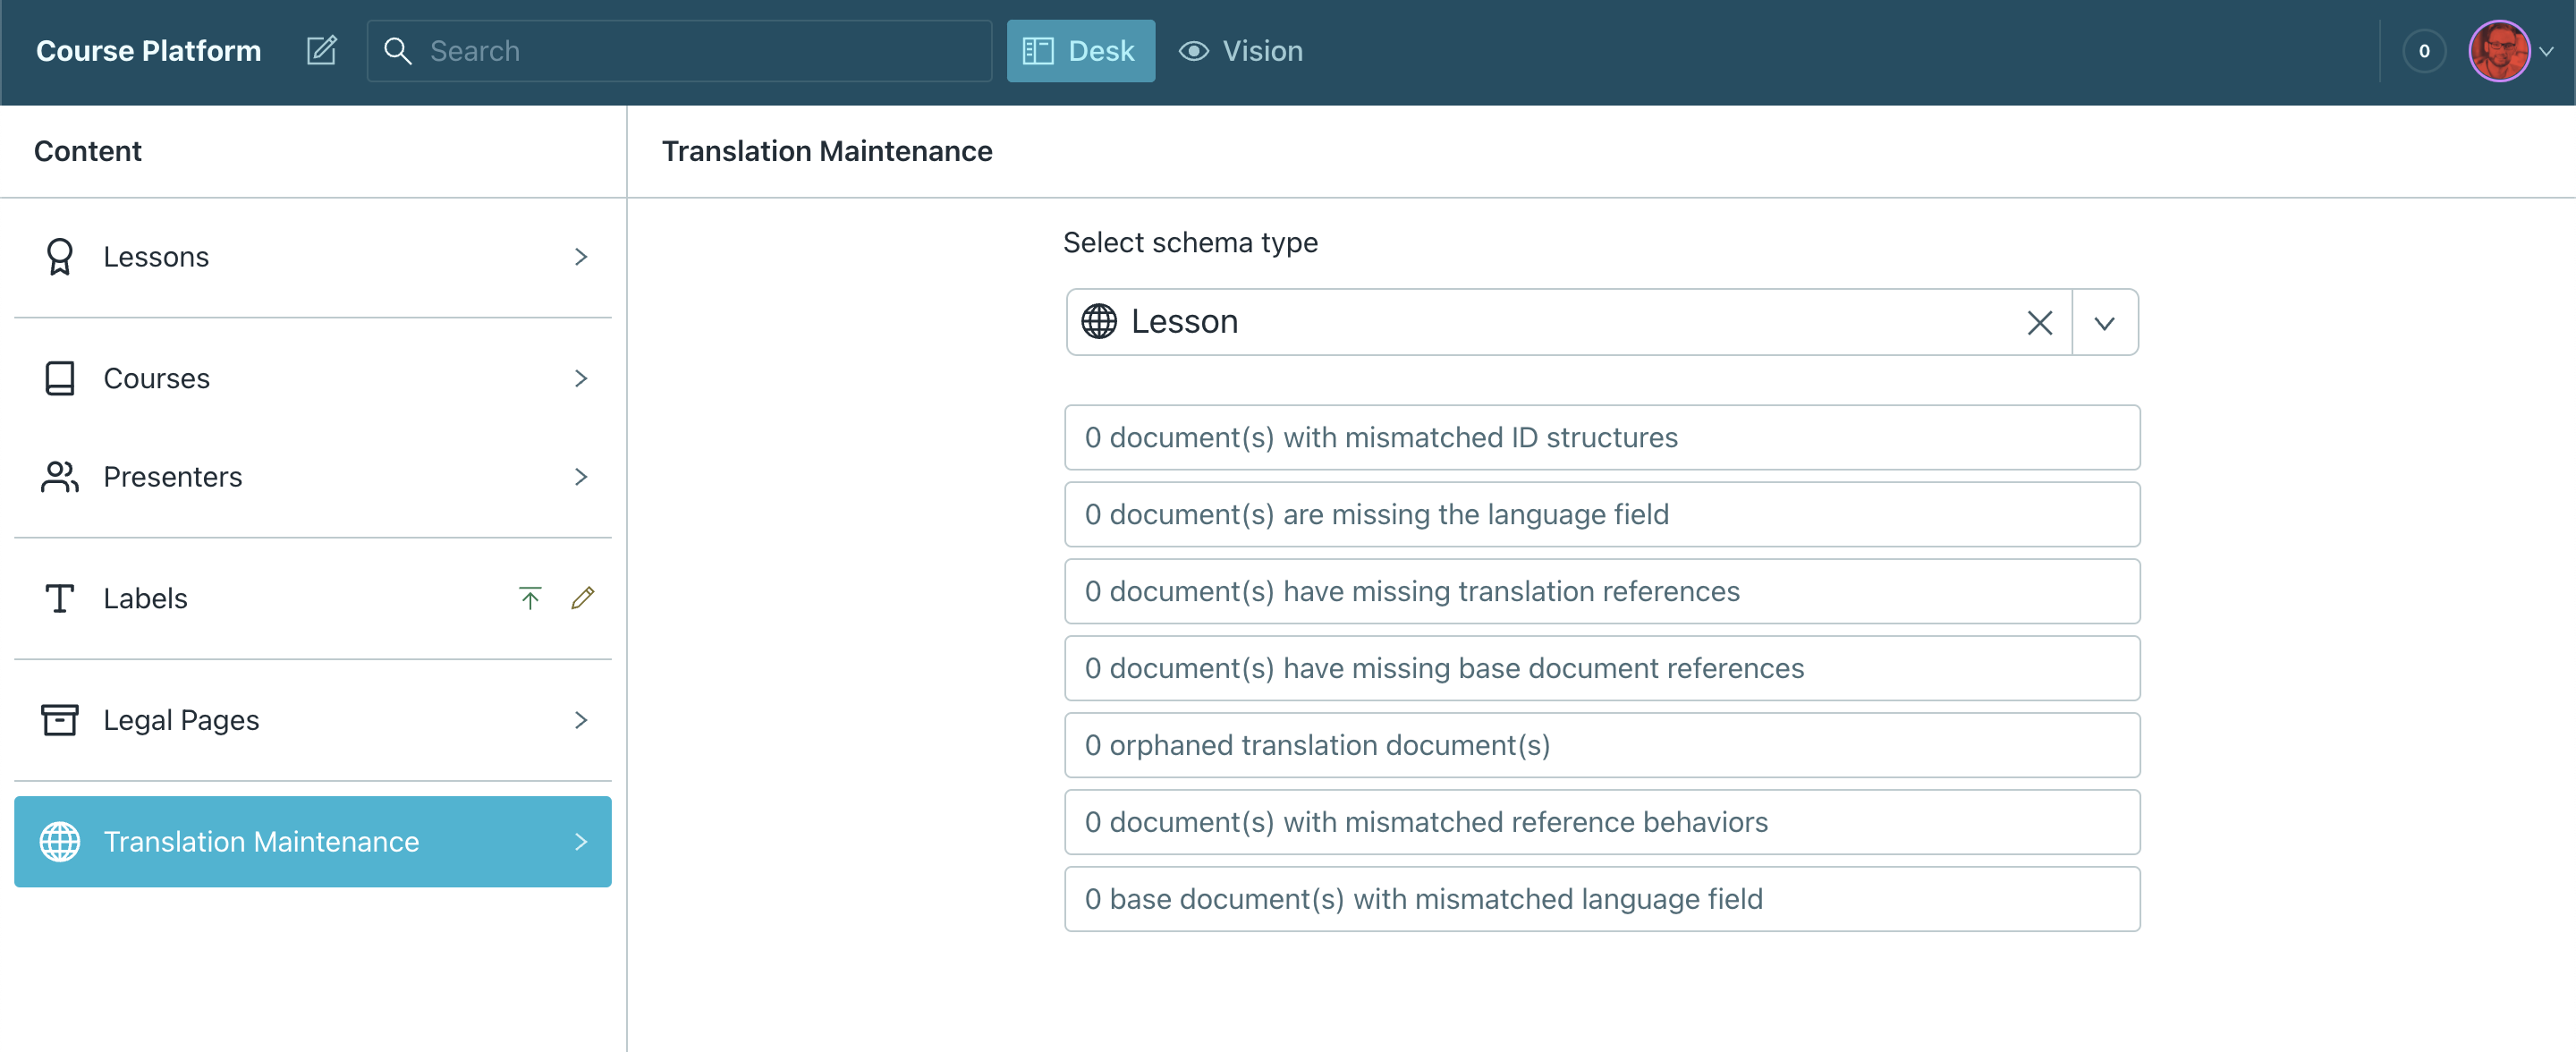 Course Platform
Search
Desk
Vision
0
Content
Lessons
Courses
Presenters
Labels
Legal Pages
Translation Maintenance
Translation Maintenance
Select schema type
Lesson
0 document(s) with mismatched ID structures
0 document(s) are missing the language field
0 document(s) have missing translation references
0 document(s) have missing base document references
0 orphaned translation document(s)
0 document(s) with mismatched reference behaviors
0 base document(s) with mismatched language field